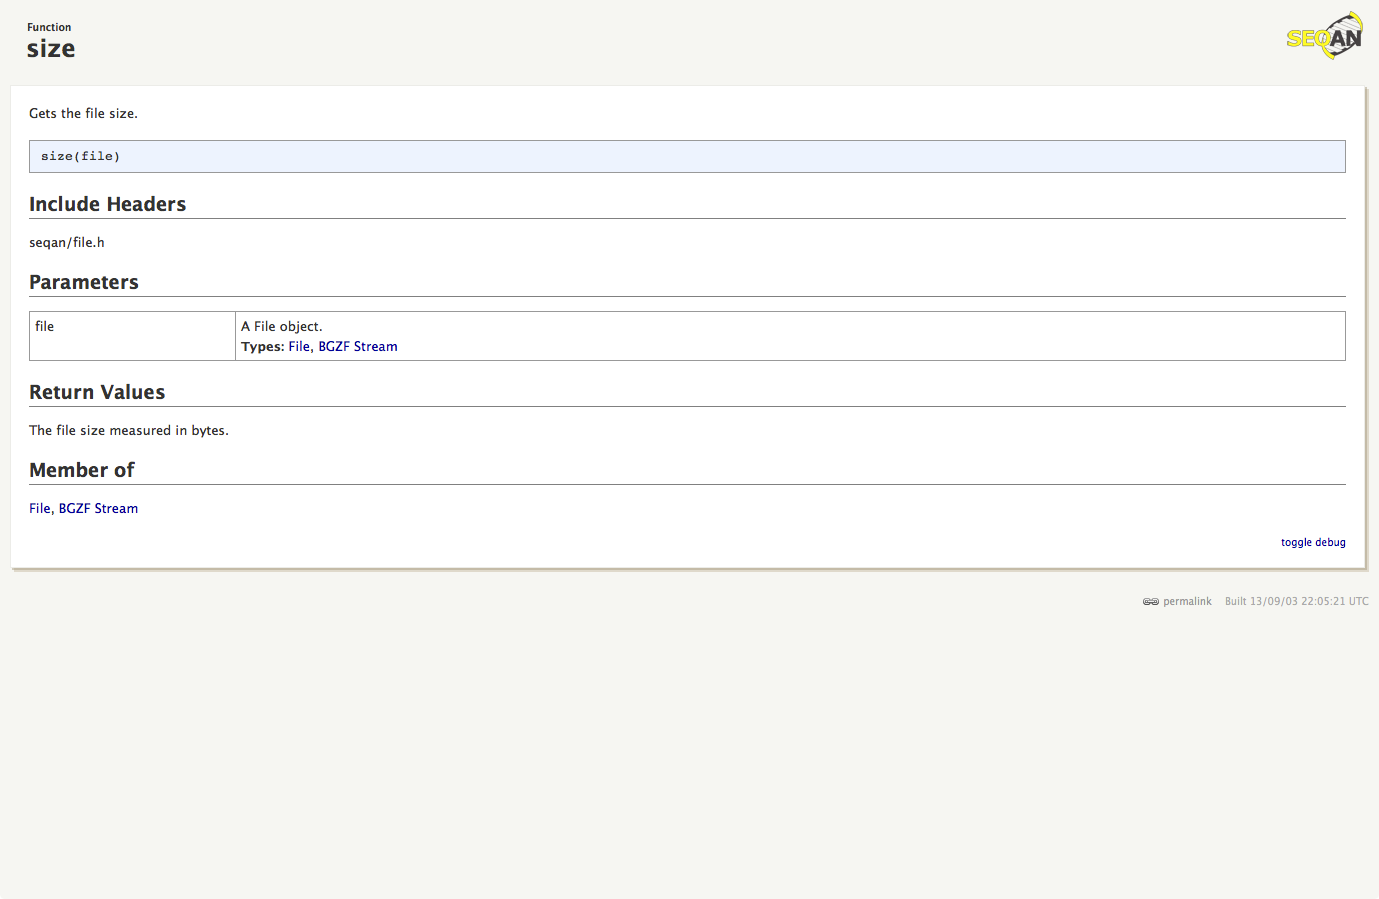 Function
size
SEQAN
Gets the file size.
size(file)
Include Headers
seqan/file.h
Parameters
file
A File object.
Types: File, BGZF Stream
Return Values
The file size measured in bytes.
Member of
File, BGZF Stream
toggle debug
permalink Built 13/09/03 22:05:21 UTC